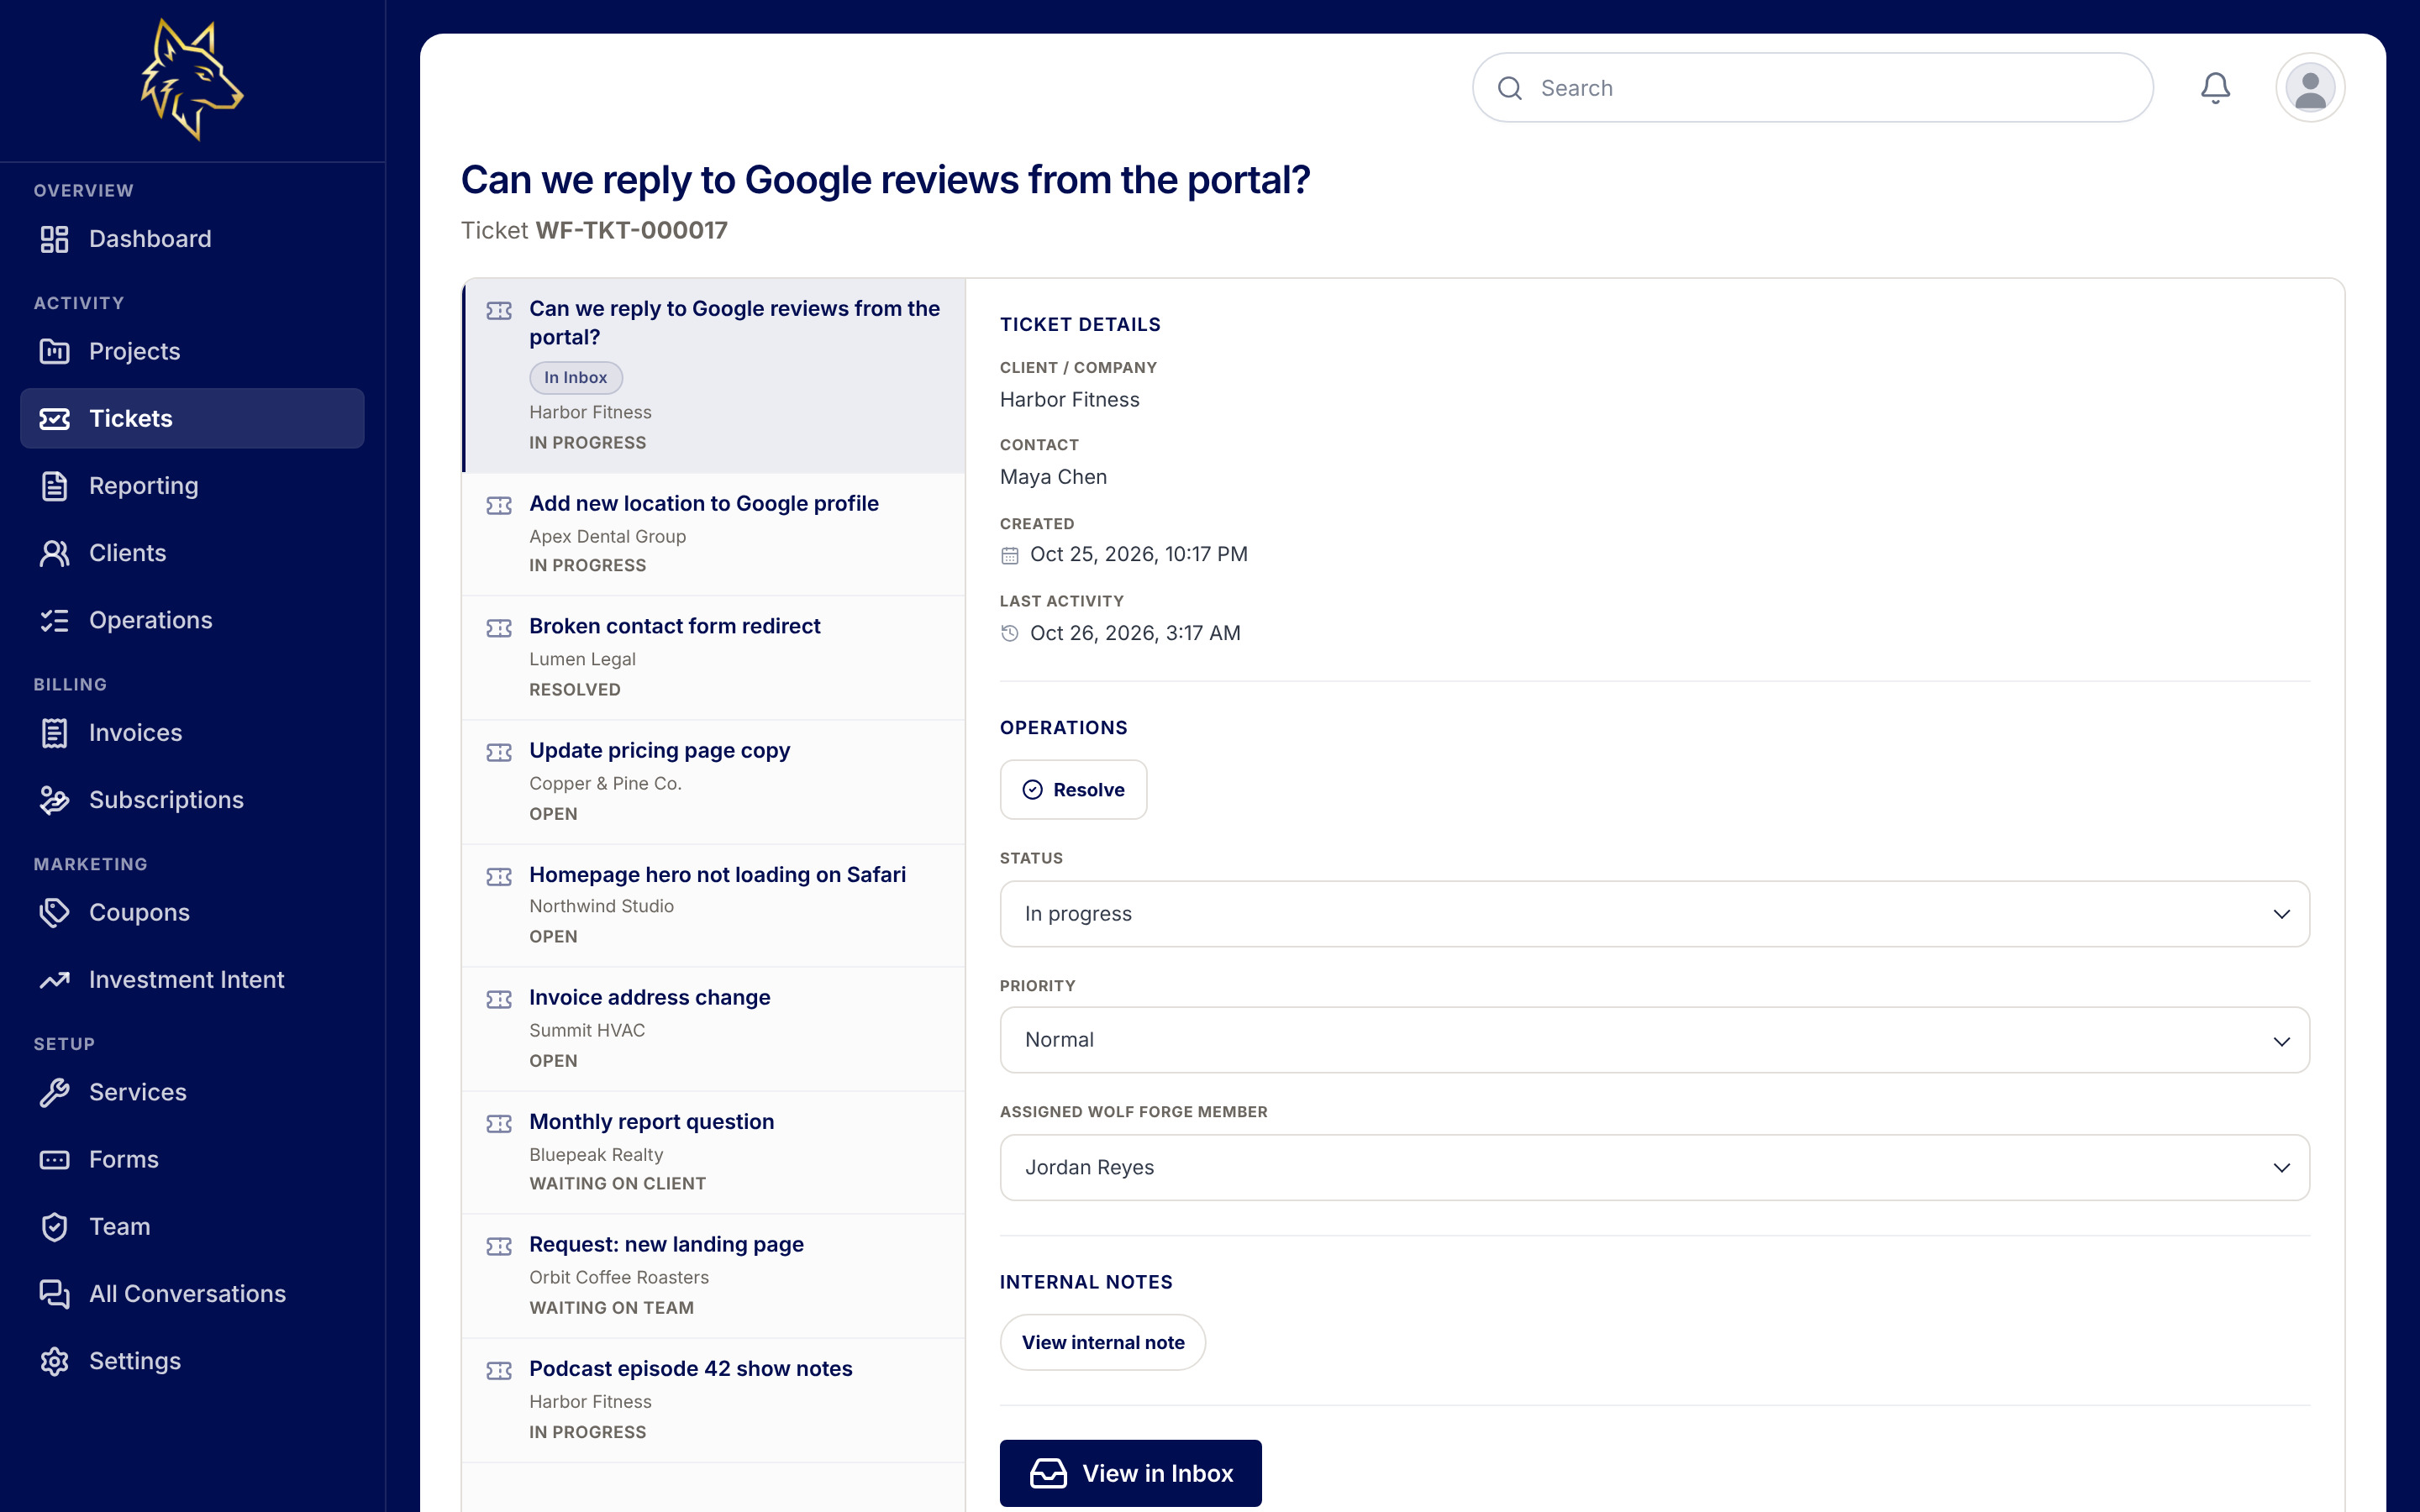 Search
OVERVIEW
Dashboard
ACTIVITY
Projects
Tickets
Reporting
Clients
Operations
BILLING
Invoices
Subscriptions
MARKETING
Coupons
Investment Intent
SETUP
Services
Forms
Team
All Conversations
Settings
Can we reply to Google reviews from the portal?
Ticket WF-TKT-000017
Can we reply to Google reviews from the
portal?
In Inbox
Harbor Fitness
IN PROGRESS
Add new location to Google profile
Apex Dental Group
IN PROGRESS
Broken contact form redirect
Lumen Legal
RESOLVED
Update pricing page copy
Copper & Pine Co.
OPEN
Homepage hero not loading on Safari
Northwind Studio
OPEN
Invoice address change
Summit HVAC
OPEN
Monthly report question
Bluepeak Realty
WAITING ON CLIENT
Request: new landing page
Orbit Coffee Roasters
WAITING ON TEAM
Podcast episode 42 show notes
Harbor Fitness
IN PROGRESS
TICKET DETAILS
CLIENT / COMPANY
Harbor Fitness
CONTACT
Maya Chen
CREATED
Oct 25, 2026, 10:17 PM
LAST ACTIVITY
Oct 26, 2026, 3:17 AM
OPERATIONS
Resolve
STATUS
In progress
PRIORITY
Normal
ASSIGNED WOLF FORGE MEMBER
Jordan Reyes
INTERNAL NOTES
View internal note
View in Inbox